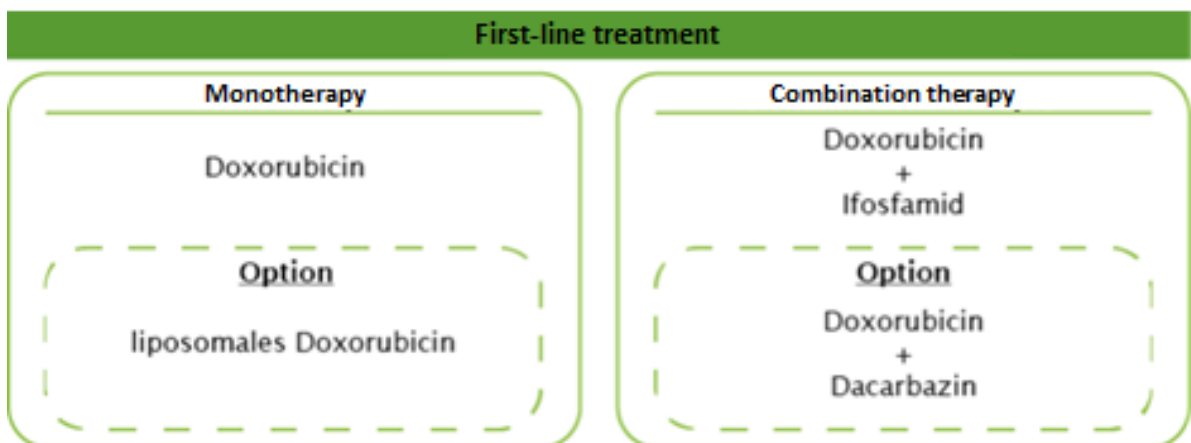 First-line treatment
Monotherapy
Doxorubicin
Option
liposomales Doxorubicin
Combination therapy
Doxorubicin
+
Ifosfamid
Option
Doxorubicin
+
Dacarbazin